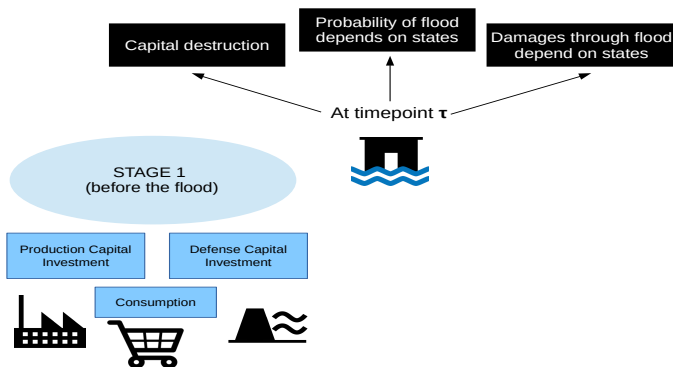 Capital destruction
Probability of flood
depends on states
Damages through flood
depend on states
At timepoint τ
STAGE 1
(before the flood)
Production Capital
Investment
Defense Capital
Investment
Consumption